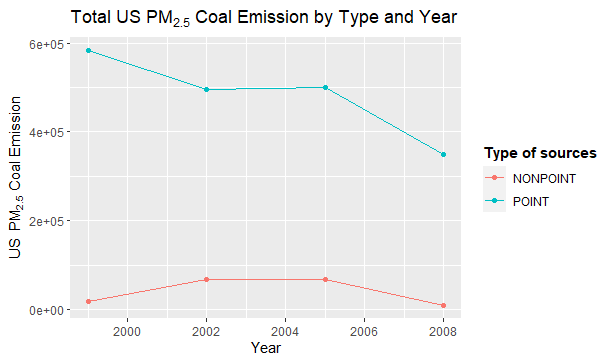 Total US PM2.5 Coal Emission by Type and Year
6e+05
4e+05
2e+05
0e+00
US PM2.5 Coal Emission
2000 2002 2004 2006 2008
Year
Type of sources
NONPOINT
POINT